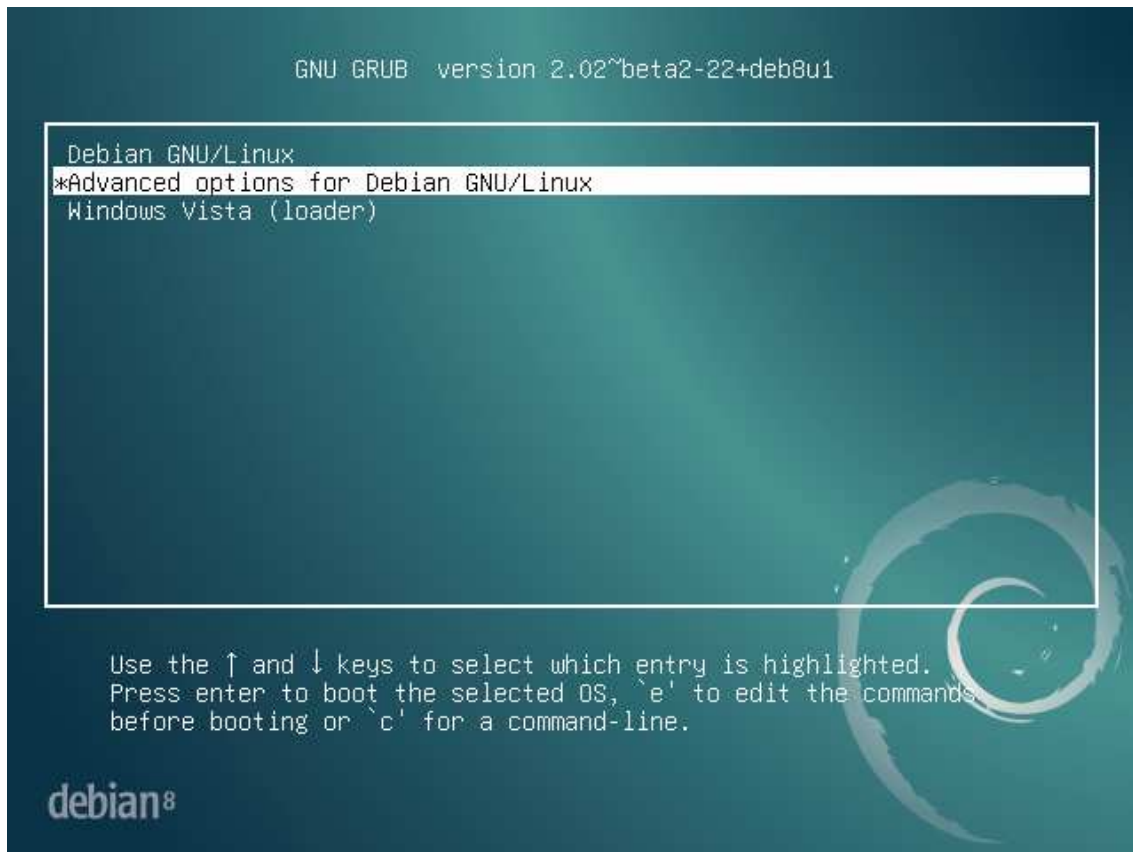 GNU GRUB  version 2.02~beta2-22+deb8u1
Debian GNU/Linux
*Advanced options for Debian GNU/Linux
Windows Vista (loader)
Use the ↑ and ↓ keys to select which entry is highlighted.
Press enter to boot the selected OS, `e' to edit the commands
before booting or `c' for a command-line.
debian8